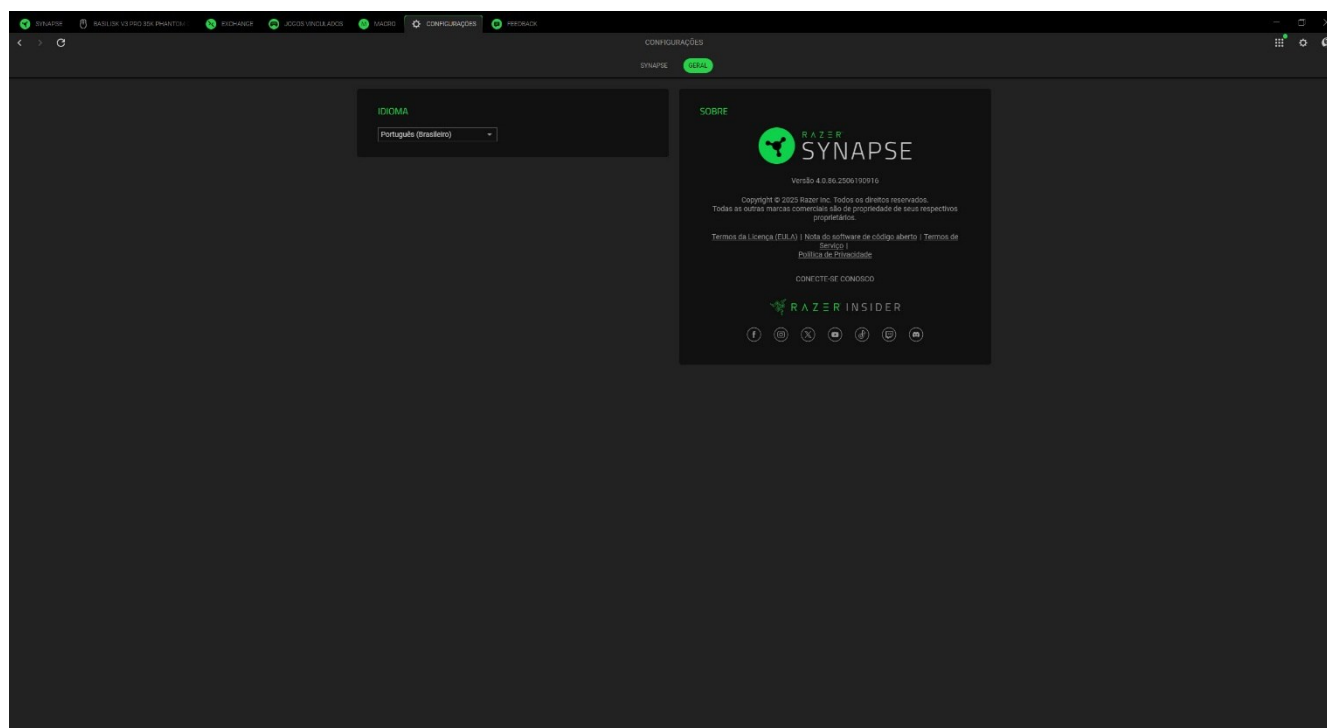 SYNAPSE
BASILISK V3 PRO 35K PHANTOM
EXCHANGE
JOGOS VINCULADOS
MACRO
CONFIGURAÇÕES
FEEDBACK
CONFIGURAÇÕES
SYNAPSE
GERAL
IDIOMA
Português (Brasileiro)
SOBRE
RAZER
SYNAPSE
Versão 4.0.86.2506190916
Copyright © 2025 Razer Inc. Todos os direitos reservados.
Todas as outras marcas comerciais são de propriedade de seus respectivos
proprietários.
Termos da Licença (EULA) | Nota do software de código aberto | Termos de
Serviço |
Política de Privacidade
CONECTE-SE CONOSCO
RAZER INSIDER